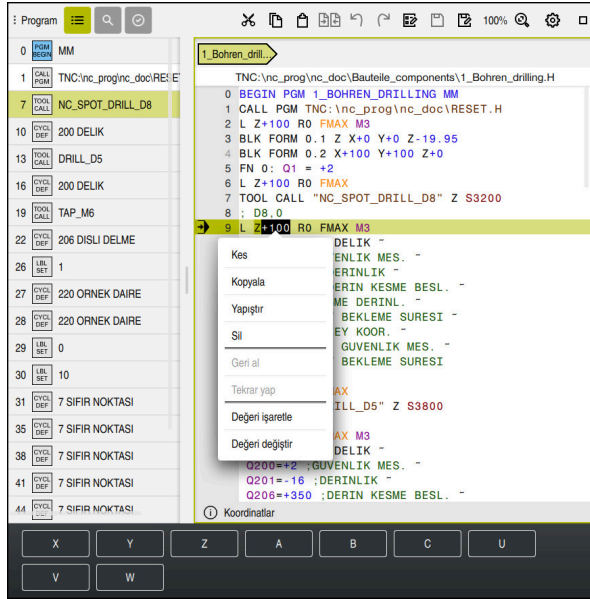 Program
100%
0 PGM BEGIN MM
1 CALL PGM TNC:\nc_prog\nc_doc\RESET
7 TOOL CALL NC_SPOT_DRILL_D8
10 CYCL DEF 200 DELIK
13 TOOL CALL DRILL_D5
16 CYCL DEF 200 DELIK
19 TOOL CALL TAP_M6
22 CYCL DEF 206 DISLI DELME
26 LBL SET 1
27 CYCL DEF 220 ORNEK DAIRE
28 CYCL DEF 220 ORNEK DAIRE
29 LBL SET 0
30 LBL SET 10
31 CYCL DEF 7 SIFIR NOKTASI
35 CYCL DEF 7 SIFIR NOKTASI
38 CYCL DEF 7 SIFIR NOKTASI
41 CYCL DEF 7 SIFIR NOKTASI
44 CYCL DEF 7 SIFIR NOKTASI
1_Bohren_drill...
TNC:\nc_prog\nc_doc\Bauteile_components\1_Bohren_drilling.H
0 BEGIN PGM 1_BOHREN_DRILLING MM
1 CALL PGM TNC:\nc_prog\nc_doc\RESET.H
2 L Z+100 R0 FMAX M3
3 BLK FORM 0.1 Z X+0 Y+0 Z-19.95
4 BLK FORM 0.2 X+100 Y+100 Z+0
5 FN 0: Q1 = +2
6 L Z+100 R0 FMAX
7 TOOL CALL "NC_SPOT_DRILL_D8" Z S3200
8 ; D8,0
9 L Z+100 R0 FMAX M3
DELIK ~
ENLIK MES. ~
ERINLIK ~
ERIN KESME BESL. ~
ME DERINL. ~
BEKLEME SURESI ~
EY KOOR. ~
GUVENLIK MES. ~
BEKLEME SURESI
AX
ILL_D5" Z S3800
AX M3
DELIK ~
Q200=+2 ;GUVENLIK MES. ~
Q201=-16 ;DERINLIK ~
Q206=+350 ;DERIN KESME BESL. ~
Kes
Kopyala
Yapıştır
Sil
Geri al
Tekrar yap
Değeri işaretle
Değeri değiştir
Koordinatlar
X Y Z A B C U
V W